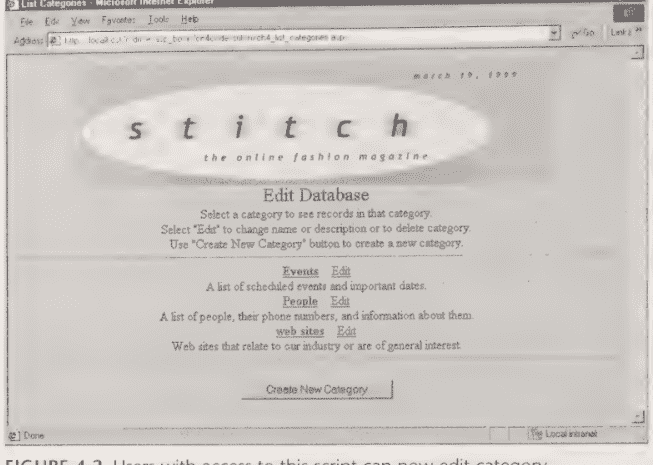 List Categories - Microsoft Internet Explorer
File Edit View Favorites Tools Help
Address Go Links »
march 19, 1999
stitch
the online fashion magazine
Edit Database
Select a category to see records in that category.
Select "Edit" to change name or description or to delete category.
Use "Create New Category" button to create a new category.
Events Edit
A list of scheduled events and important dates.
People Edit
A list of people, their phone numbers, and information about them.
web sites Edit
Web sites that relate to our industry or are of general interest
Create New Category
Done Local intranet
FIGURE 4-2 Users with access to this script can now edit category